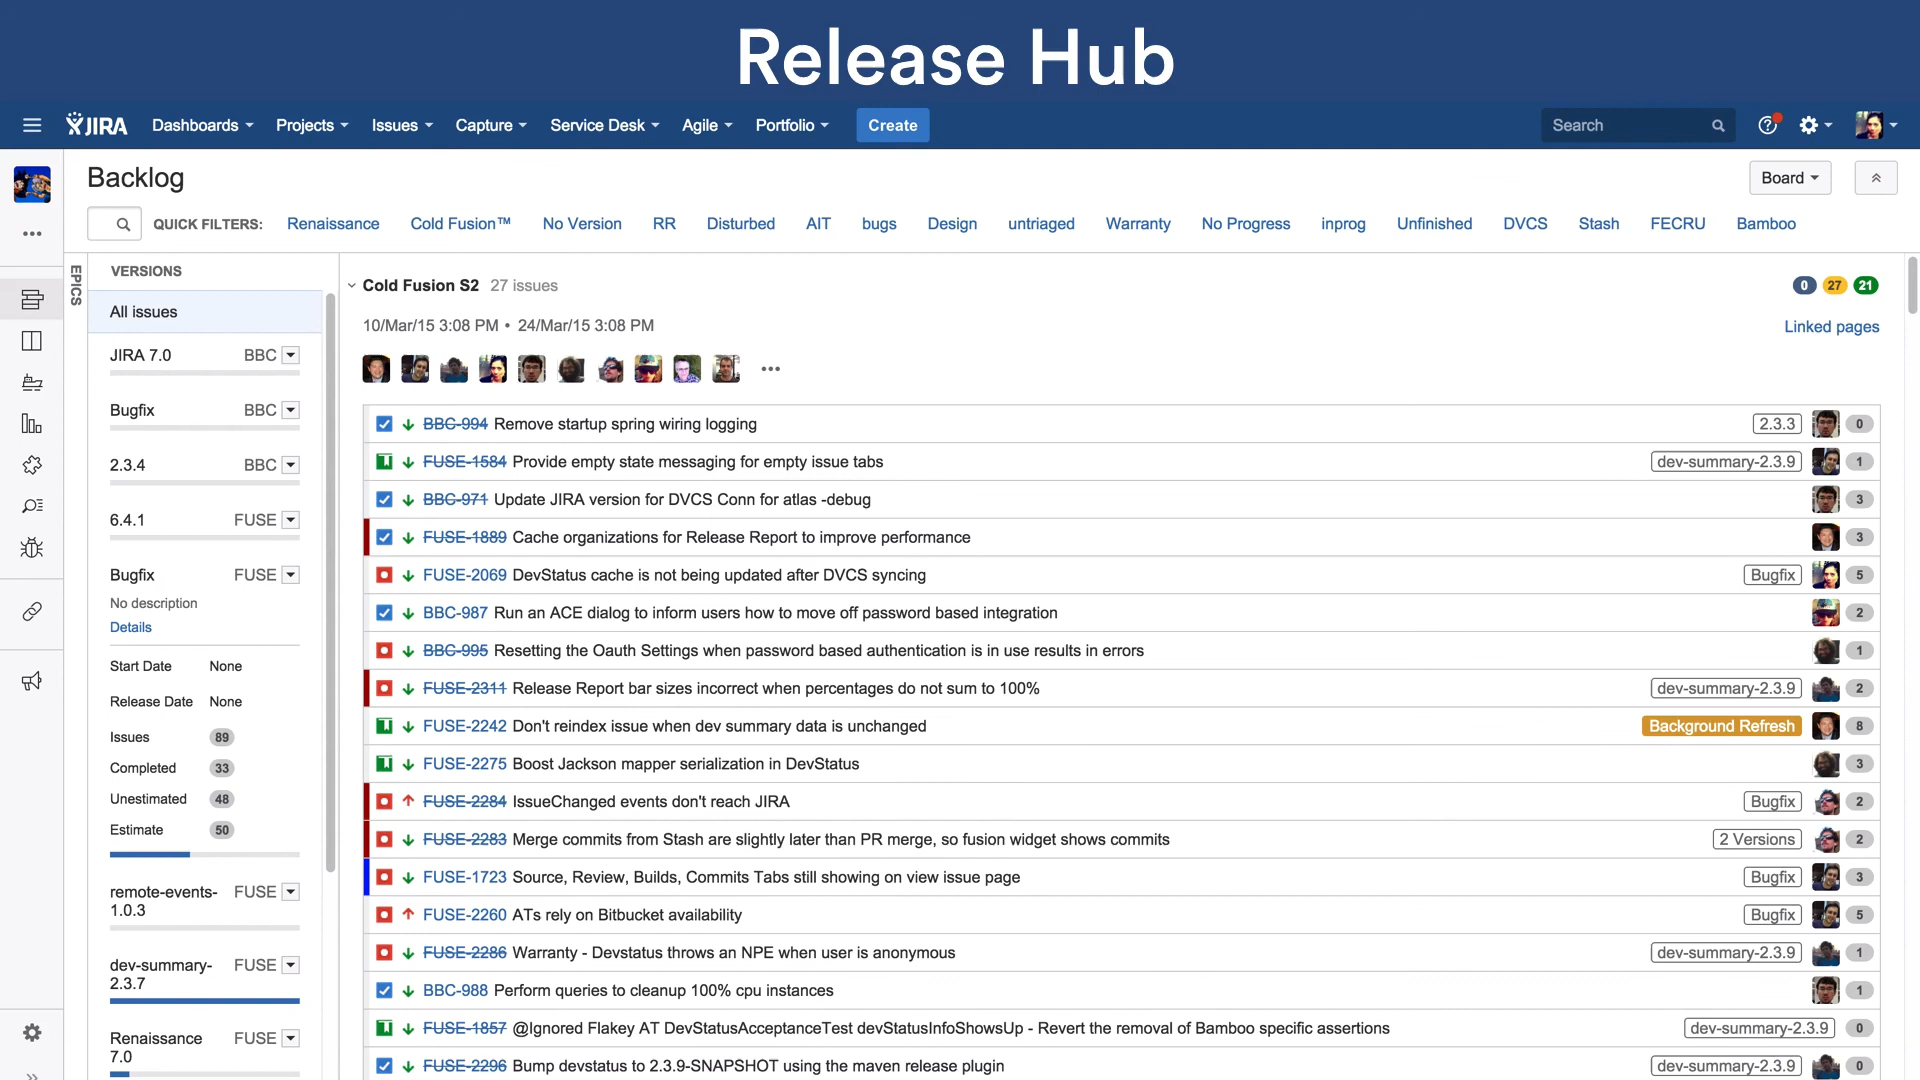 Release Hub
JIRA Dashboards Projects Issues Capture Service Desk Agile Portfolio Create Search
Backlog
Board
QUICK FILTERS: Renaissance Cold Fusion™ No Version RR Disturbed AIT bugs Design untriaged Warranty No Progress inprog Unfinished DVCS Stash FECRU Bamboo
EPICS
VERSIONS
All issues
JIRA 7.0 BBC
Bugfix BBC
2.3.4 BBC
6.4.1 FUSE
Bugfix FUSE
No description
Details
Start Date None
Release Date None
Issues 89
Completed 33
Unestimated 48
Estimate 50
remote-events- FUSE
1.0.3
dev-summary- FUSE
2.3.7
Renaissance FUSE
7.0
Cold Fusion S2 27 issues 0 27 21
10/Mar/15 3:08 PM • 24/Mar/15 3:08 PM Linked pages
BBC-994 Remove startup spring wiring logging 2.3.3 0
FUSE-1584 Provide empty state messaging for empty issue tabs dev-summary-2.3.9 1
BBC-971 Update JIRA version for DVCS Conn for atlas -debug 3
FUSE-1889 Cache organizations for Release Report to improve performance 3
FUSE-2069 DevStatus cache is not being updated after DVCS syncing Bugfix 5
BBC-987 Run an ACE dialog to inform users how to move off password based integration 2
BBC-995 Resetting the Oauth Settings when password based authentication is in use results in errors 1
FUSE-2311 Release Report bar sizes incorrect when percentages do not sum to 100% dev-summary-2.3.9 2
FUSE-2242 Don't reindex issue when dev summary data is unchanged Background Refresh 8
FUSE-2275 Boost Jackson mapper serialization in DevStatus 3
FUSE-2284 IssueChanged events don't reach JIRA Bugfix 2
FUSE-2283 Merge commits from Stash are slightly later than PR merge, so fusion widget shows commits 2 Versions 2
FUSE-1723 Source, Review, Builds, Commits Tabs still showing on view issue page Bugfix 3
FUSE-2260 ATs rely on Bitbucket availability Bugfix 5
FUSE-2286 Warranty - Devstatus throws an NPE when user is anonymous dev-summary-2.3.9 1
BBC-988 Perform queries to cleanup 100% cpu instances 1
FUSE-1857 @Ignored Flakey AT DevStatusAcceptanceTest devStatusInfoShowsUp - Revert the removal of Bamboo specific assertions dev-summary-2.3.9 0
FUSE-2296 Bump devstatus to 2.3.9-SNAPSHOT using the maven release plugin dev-summary-2.3.9 0